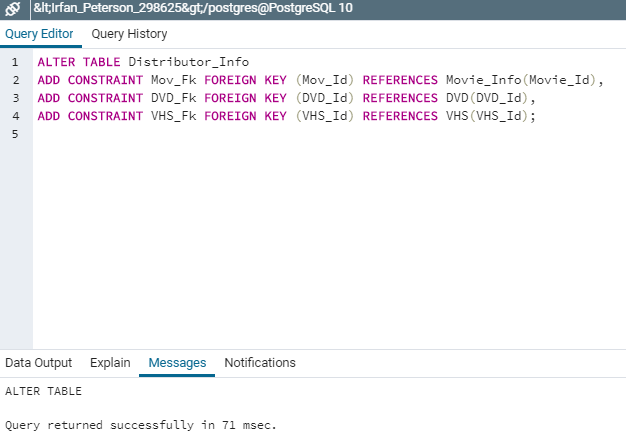 &lt;Irfan_Peterson_298625&gt;/postgres@PostgreSQL 10
Query Editor Query History
1 ALTER TABLE Distributor_Info
2 ADD CONSTRAINT Mov_Fk FOREIGN KEY (Mov_Id) REFERENCES Movie_Info(Movie_Id),
3 ADD CONSTRAINT DVD_Fk FOREIGN KEY (DVD_Id) REFERENCES DVD(DVD_Id),
4 ADD CONSTRAINT VHS_Fk FOREIGN KEY (VHS_Id) REFERENCES VHS(VHS_Id);
5
Data Output Explain Messages Notifications
ALTER TABLE
Query returned successfully in 71 msec.